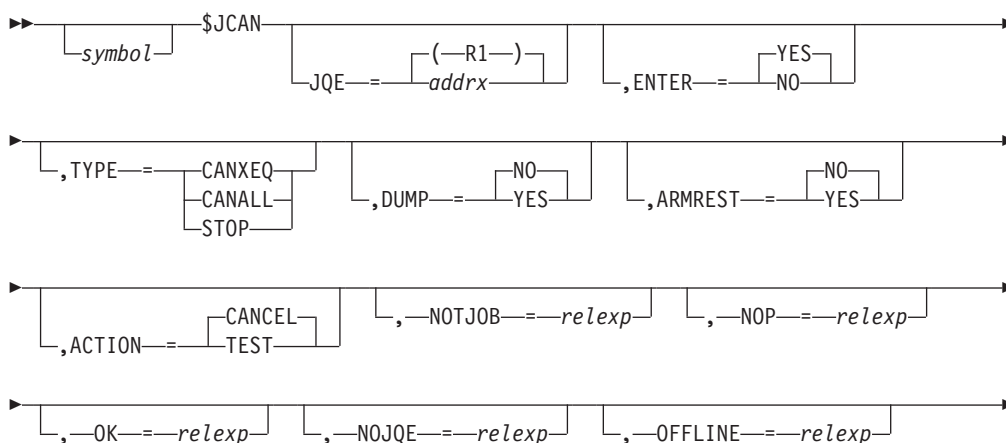 $JCAN
symbol
( R1 )
JQE = addrx
YES
,ENTER = NO
,TYPE = CANXEQ
CANALL
STOP
NO
,DUMP = YES
NO
,ARMREST = YES
CANCEL
,ACTION = TEST
, NOTJOB = relexp
, NOP = relexp
, OK = relexp
, NOJQE = relexp
, OFFLINE = relexp